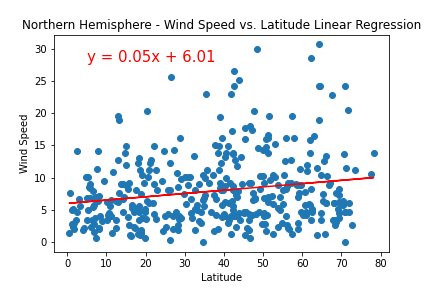 Northern Hemisphere - Wind Speed vs. Latitude Linear Regression
y = 0.05x + 6.01
30
25
20
15
10
5
0
Wind Speed
0 10 20 30 40 50 60 70 80
Latitude